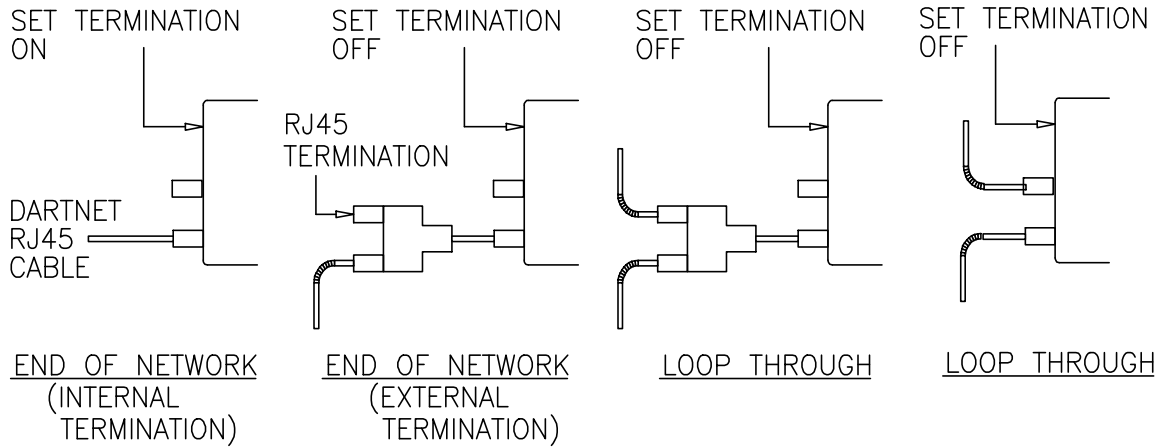 SET TERMINATION
ON
DARTNET
RJ45
CABLE
END OF NETWORK
(INTERNAL
TERMINATION)
SET TERMINATION
OFF
RJ45
TERMINATION
END OF NETWORK
(EXTERNAL
TERMINATION)
SET TERMINATION
OFF
LOOP THROUGH
SET TERMINATION
OFF
LOOP THROUGH